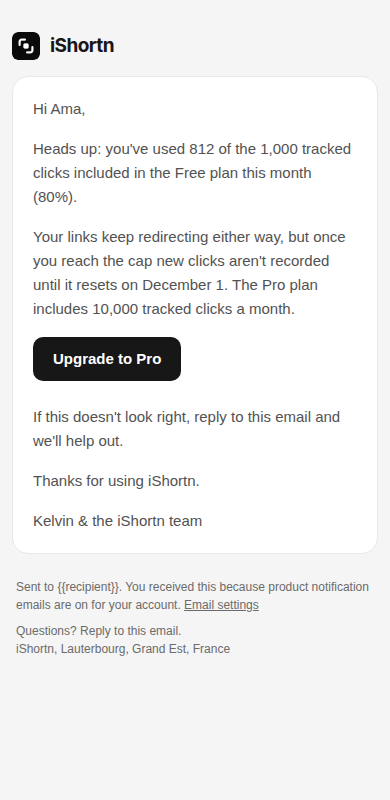 iShortn
Hi Ama,
Heads up: you've used 812 of the 1,000 tracked
clicks included in the Free plan this month
(80%).
Your links keep redirecting either way, but once
you reach the cap new clicks aren't recorded
until it resets on December 1. The Pro plan
includes 10,000 tracked clicks a month.
Upgrade to Pro
If this doesn't look right, reply to this email and
we'll help out.
Thanks for using iShortn.
Kelvin & the iShortn team
Sent to {{recipient}}. You received this because product notification
emails are on for your account. Email settings
Questions? Reply to this email.
iShortn, Lauterbourg, Grand Est, France